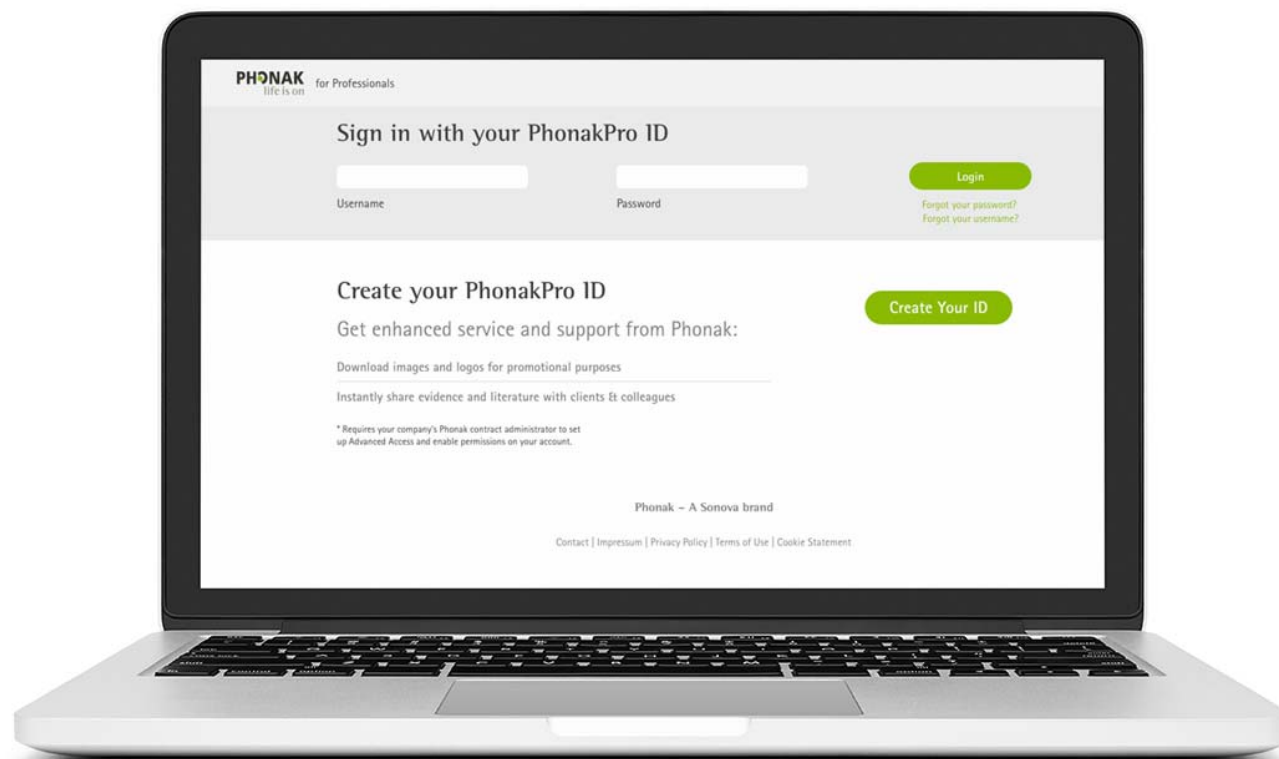 PHONAK
life is on
for Professionals
Sign in with your PhonakPro ID
Login
Username
Password
Forgot your password?
Forgot your username?
Create your PhonakPro ID
Create Your ID
Get enhanced service and support from Phonak:
Download images and logos for promotional purposes
Instantly share evidence and literature with clients & colleagues
* Requires your company's Phonak contract administrator to set
up Advanced Access and enable permissions on your account.
Phonak – A Sonova brand
Contact | Impressum | Privacy Policy | Terms of Use | Cookie Statement